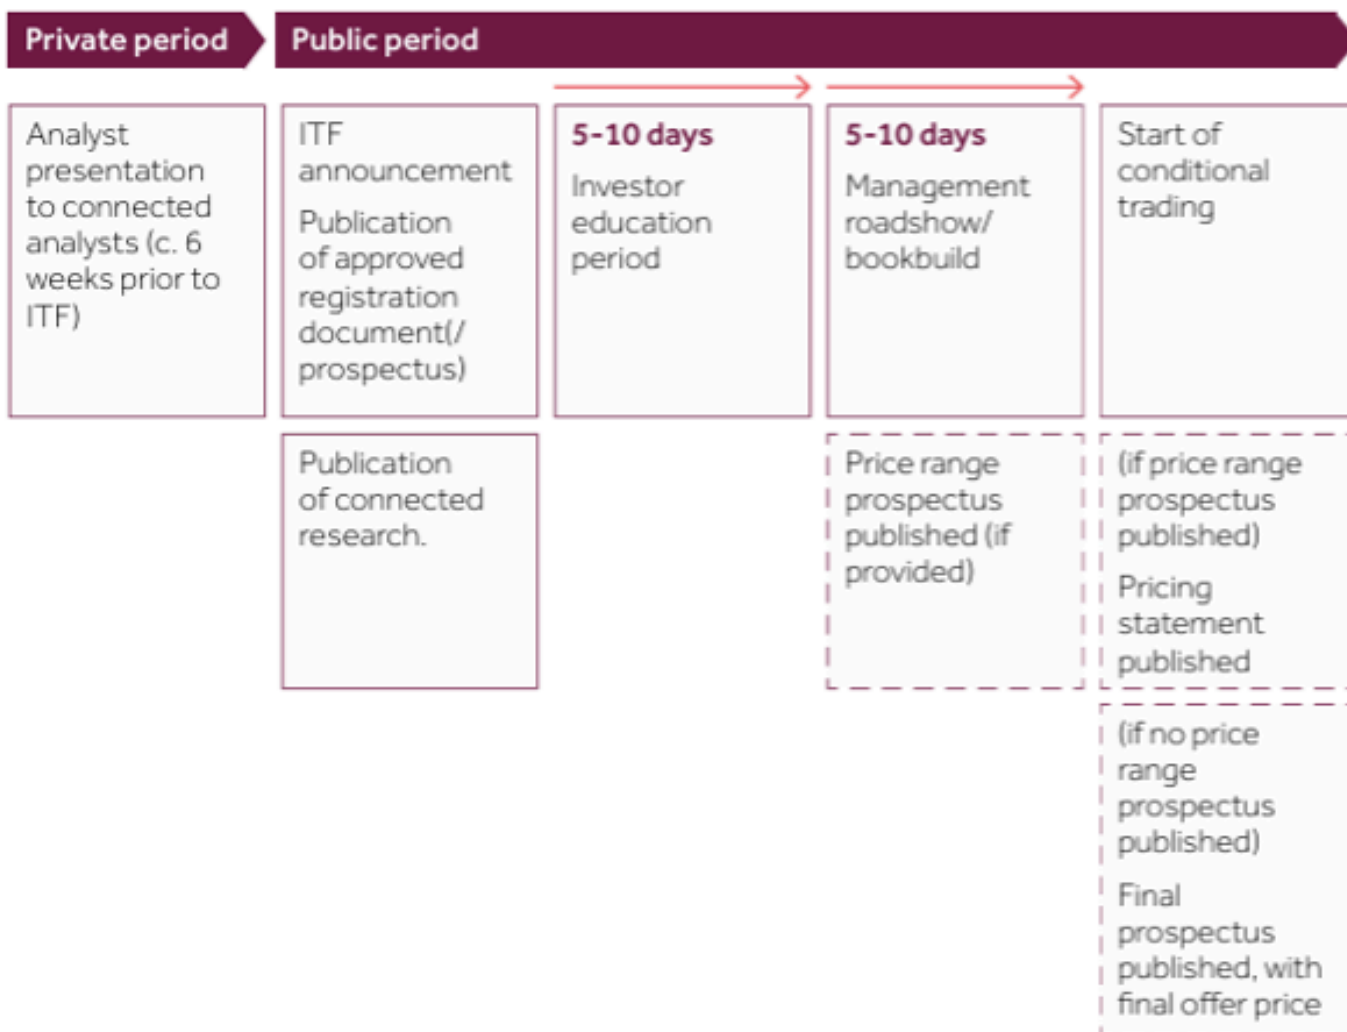 Private period
Public period
Analyst
presentation
to connected
analysts (c. 6
weeks prior to
ITF)
ITF
announcement
Publication
of approved
registration
document(/
prospectus)
Publication
of connected
research.
5-10 days
Investor
education
period
5-10 days
Management
roadshow/
bookbuild
Price range
prospectus
published (if
provided)
Start of
conditional
trading
(if price range
prospectus
published)
Pricing
statement
published
(if no price
range
prospectus
published)
Final
prospectus
published, with
final offer price